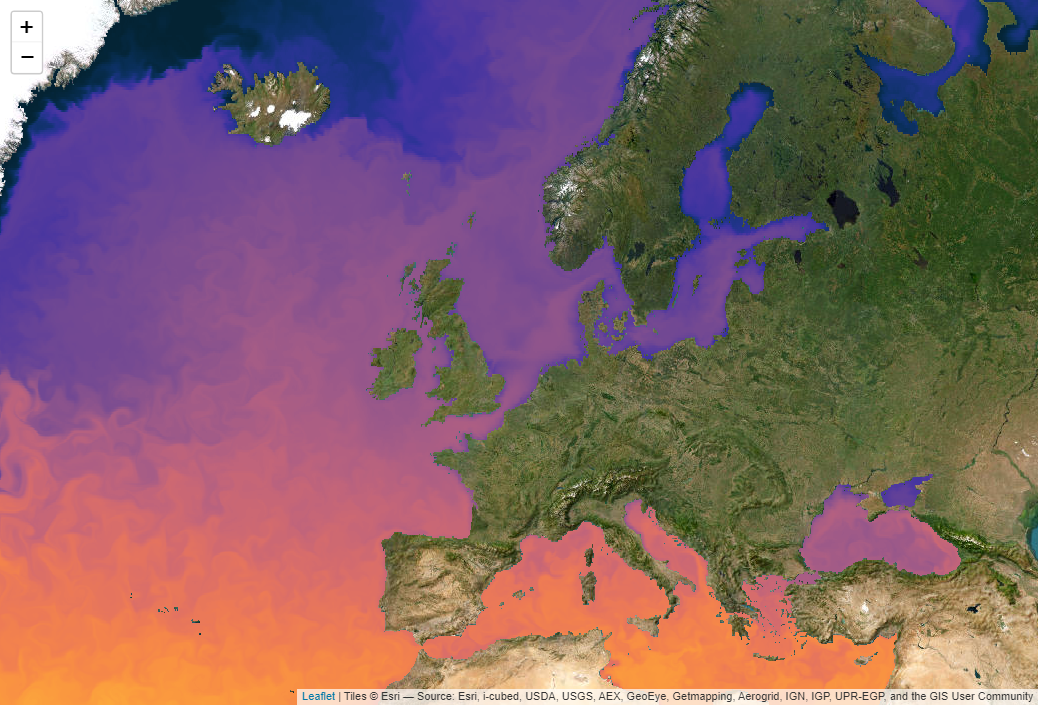 +
−
Leaflet | Tiles © Esri — Source: Esri, i-cubed, USDA, USGS, AEX, GeoEye, Getmapping, Aerogrid, IGN, IGP, UPR-EGP, and the GIS User Community